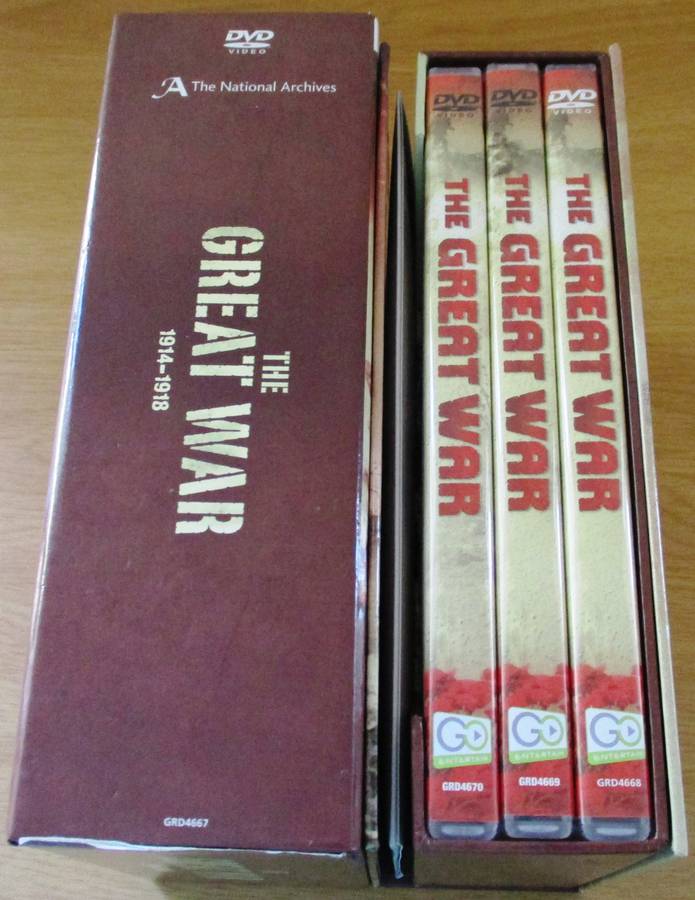 DVD
VIDEO
The National Archives
THE
GREAT WAR
1914-1918
GRD4667
DVD
VIDEO
THE GREAT WAR
GO
ENTERTAIN
GRD4670
DVD
VIDEO
THE GREAT WAR
GO
ENTERTAIN
GRD4669
DVD
VIDEO
THE GREAT WAR
GO
ENTERTAIN
GRD4668